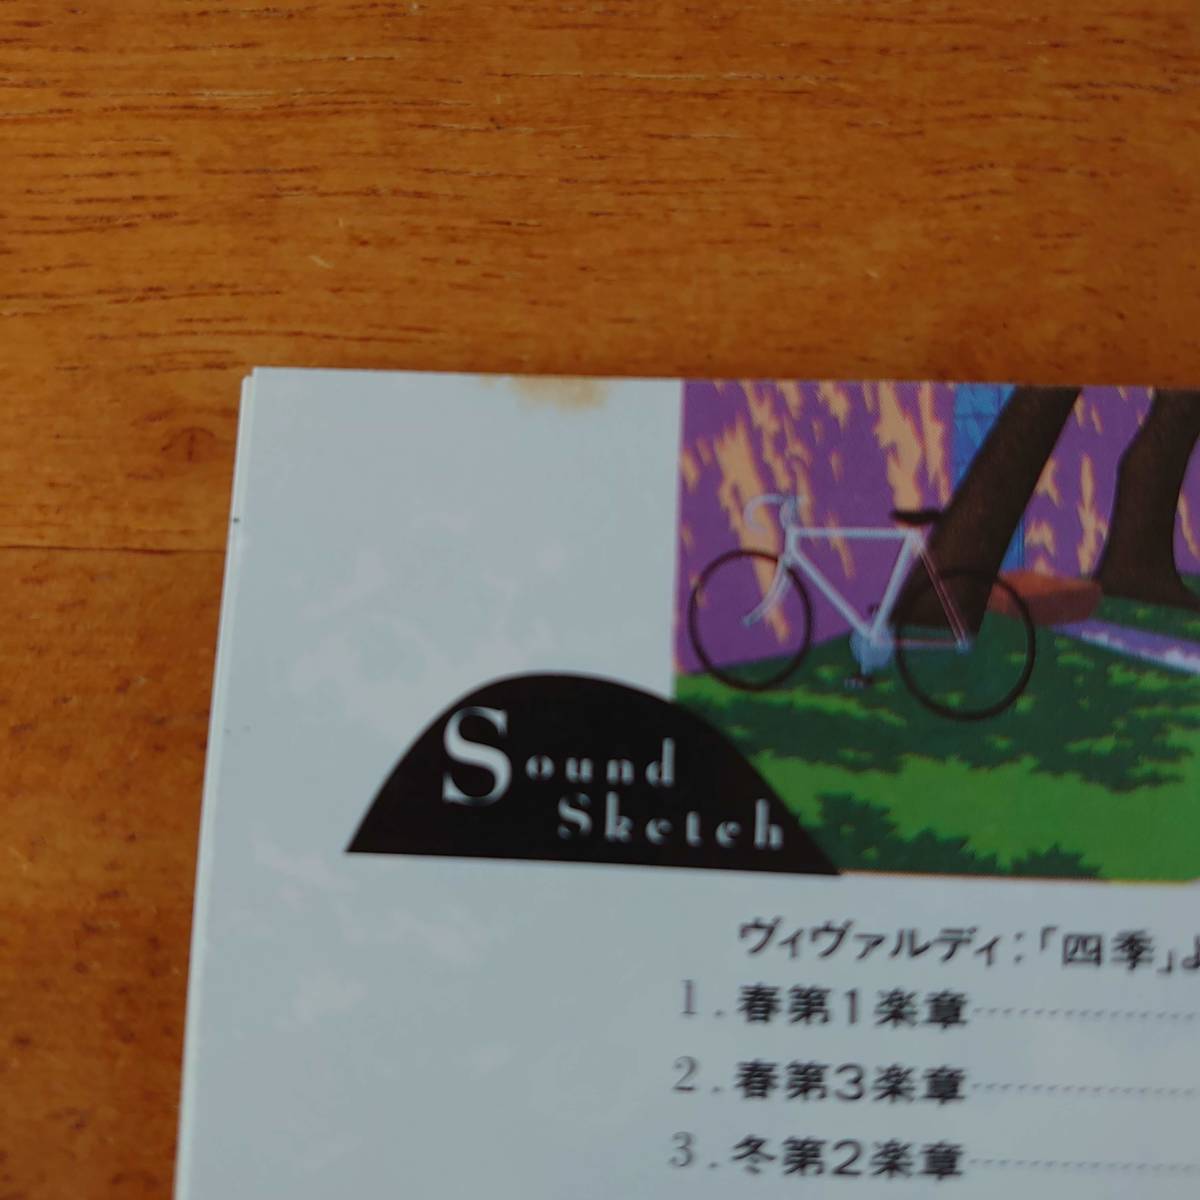 Sound
Sketch
ヴィヴァルディ:「四季」よ
1.春第1楽章
2.春第3楽章
3.冬第2楽章